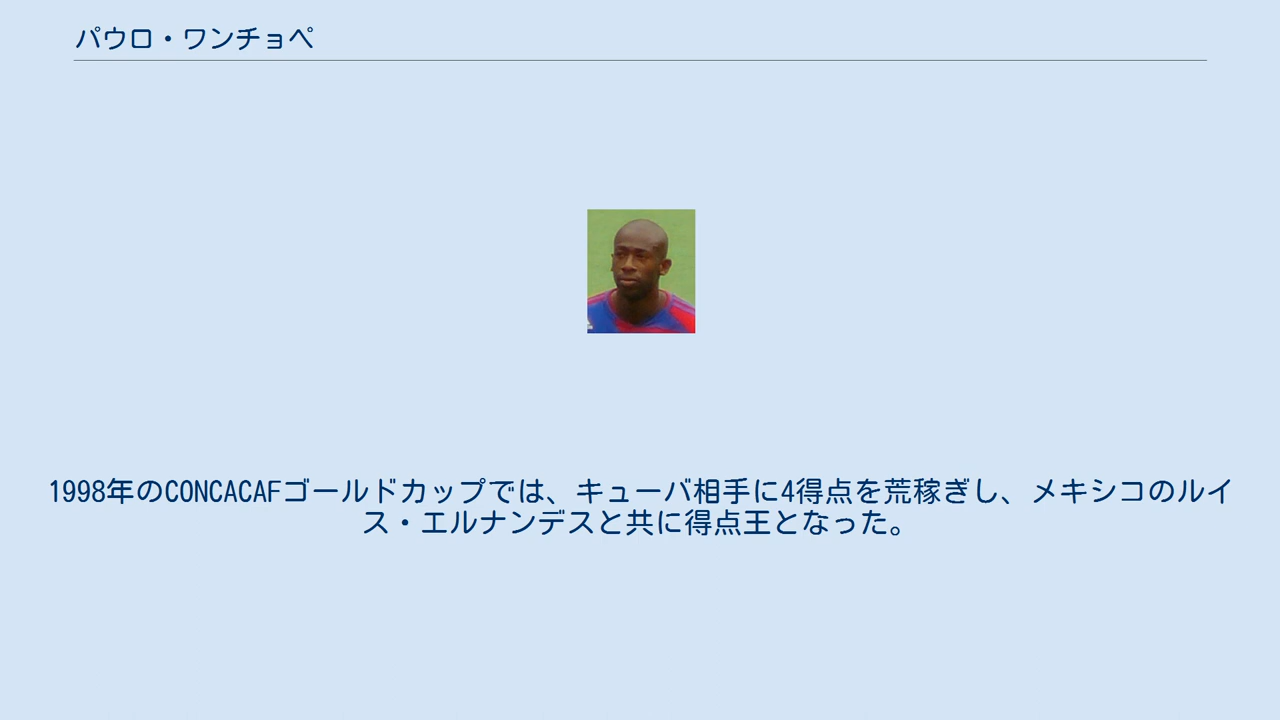 パウロ・ワンチョペ
1998年のCONCACAFゴールドカップでは、キューバ相手に4得点を荒稼ぎし、メキシコのルイ
ス・エルナンデスと共に得点王となった。